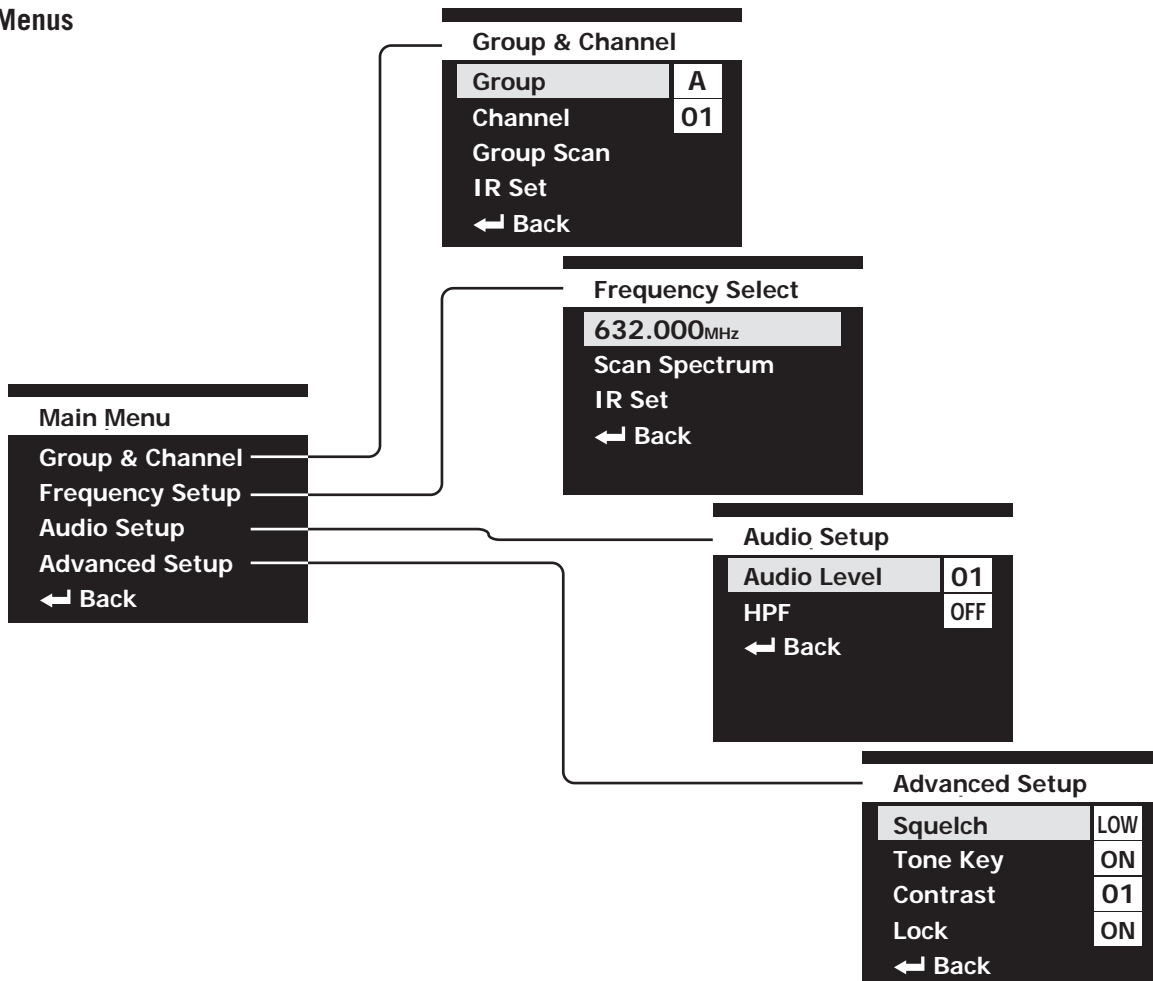 Menus
Group & Channel
Group A
Channel 01
Group Scan
IR Set
Back
Frequency Select
632.000MHz
Scan Spectrum
IR Set
Back
Main Menu
Group & Channel
Frequency Setup
Audio Setup
Advanced Setup
Back
Audio Setup
Audio Level 01
HPF OFF
Back
Advanced Setup
Squelch LOW
Tone Key ON
Contrast 01
Lock ON
Back